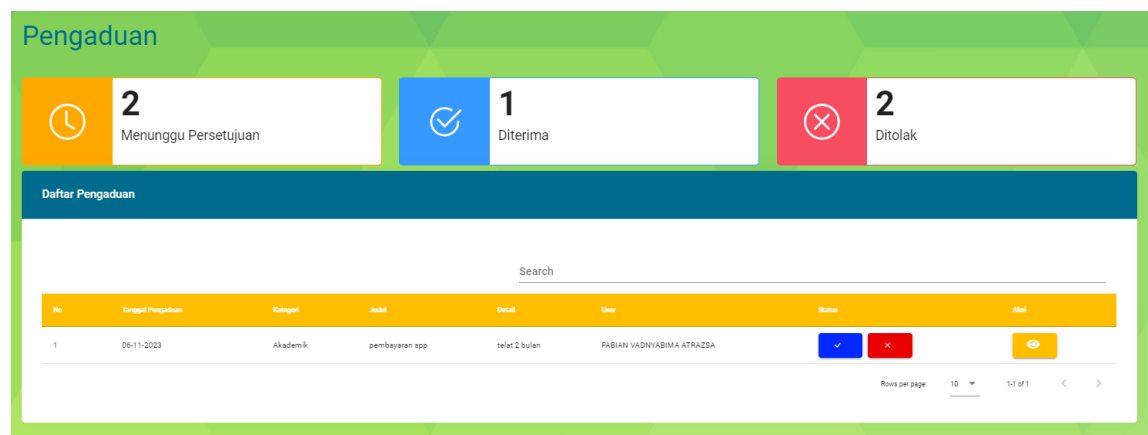 Pengaduan
2
Menunggu Persetujuan
1
Diterima
2
Ditolak
Daftar Pengaduan
Search
No Tanggal Pengaduan Kategori Judul Detail User Status Aksi
1 06-11-2023 Akademik pembayaran spp telat 2 bulan FABIAN VADNYABIMA ATRAZSA
Rows per page: 10 1-1 of 1